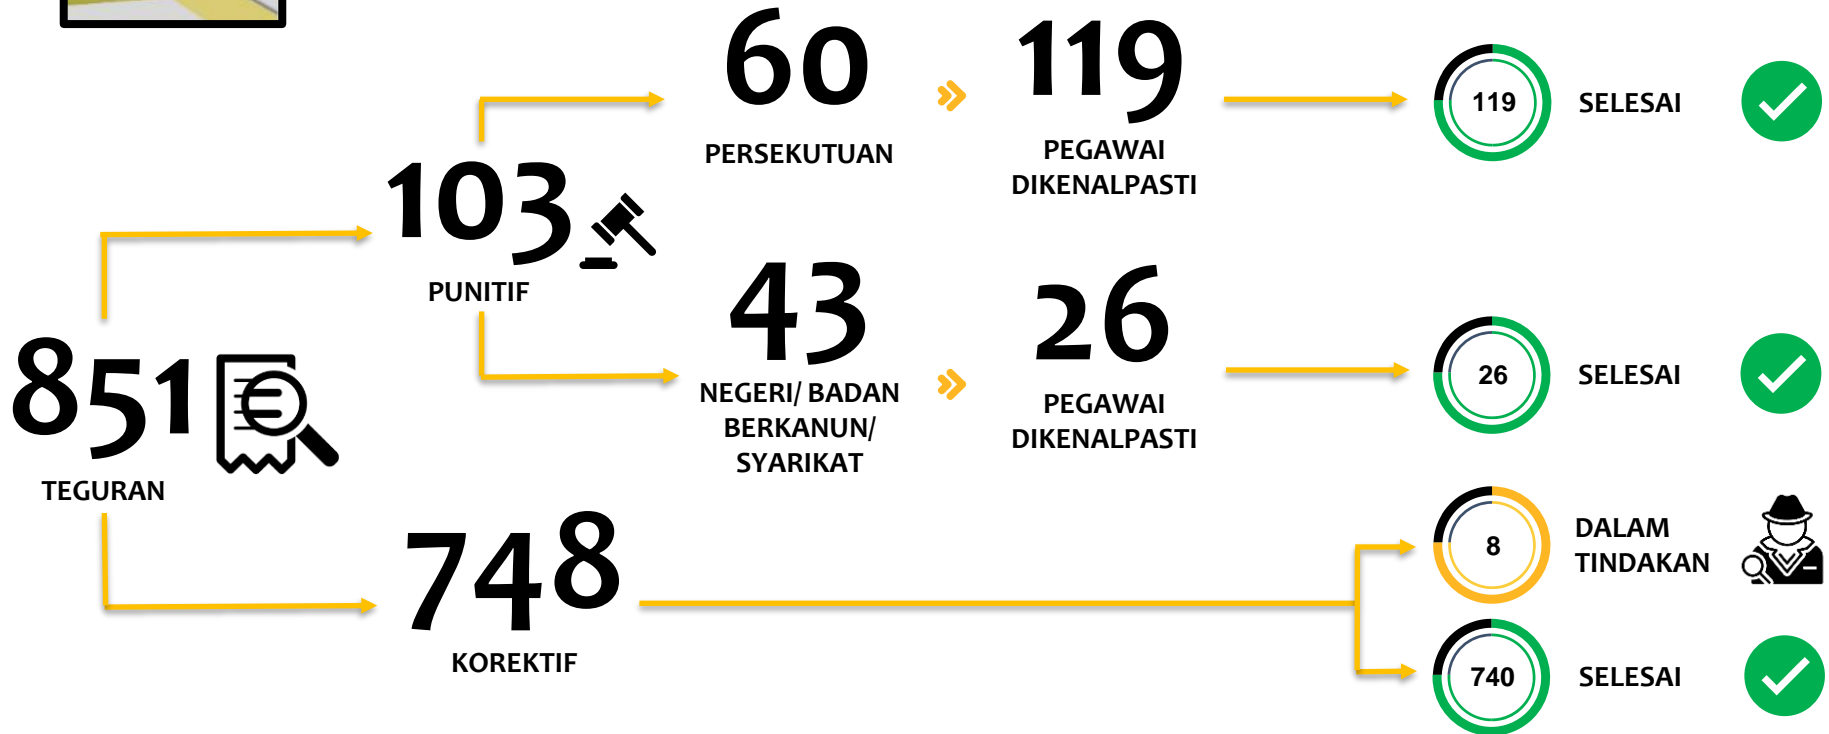 60
119
119
SELESAI
PERSEKUTUAN
PEGAWAI
DIKENALPASTI
103
PUNITIF
43
26
26
SELESAI
NEGERI/ BADAN
BERKANUN/
SYARIKAT
PEGAWAI
DIKENALPASTI
851
TEGURAN
748
KOREKTIF
8
DALAM
TINDAKAN
740
SELESAI